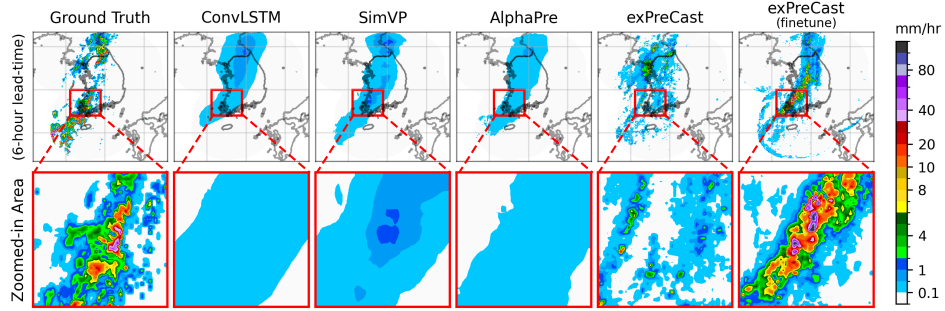 Ground Truth
ConvLSTM
SimVP
AlphaPre
exPreCast
exPreCast
(finetune)
mm/hr
(6-hour lead-time)
Zoomed-in Area
80
40
20
10
8
4
1
0.1